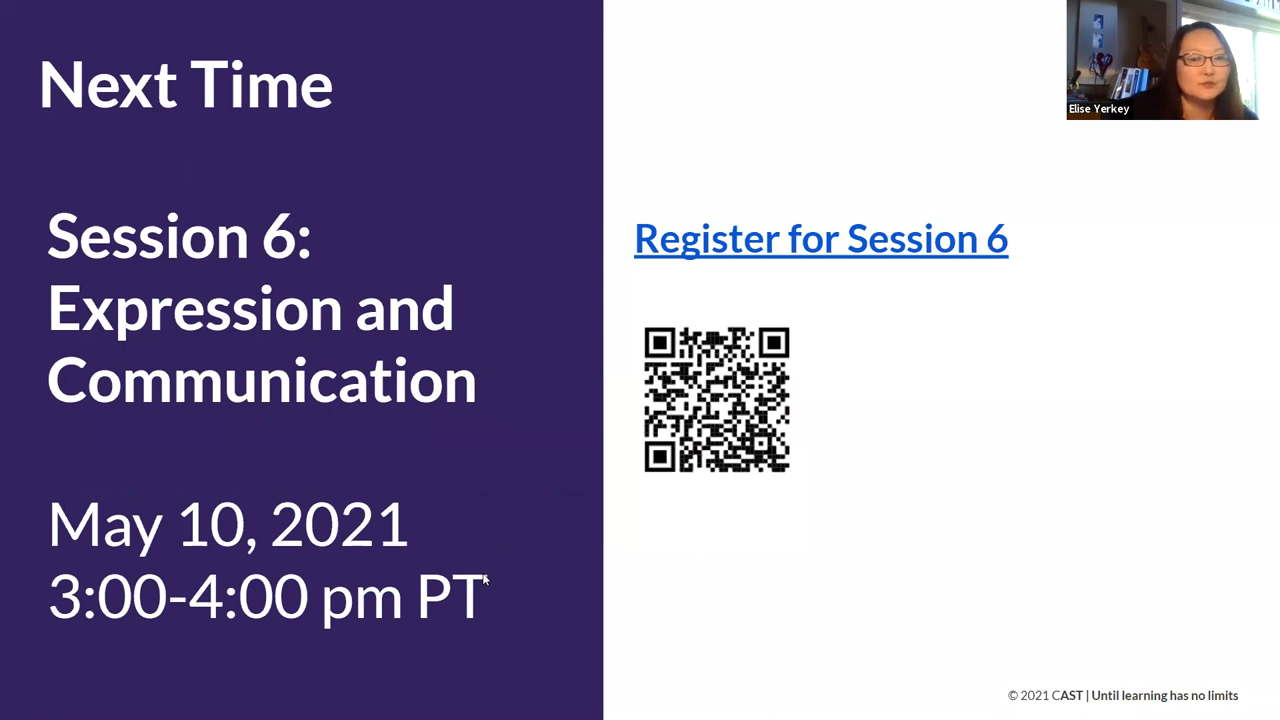 Next Time
Session 6:
Expression and
Communication
May 10, 2021
3:00-4:00 pm PT
Register for Session 6
Elise Yerkey
© 2021 CAST | Until learning has no limits